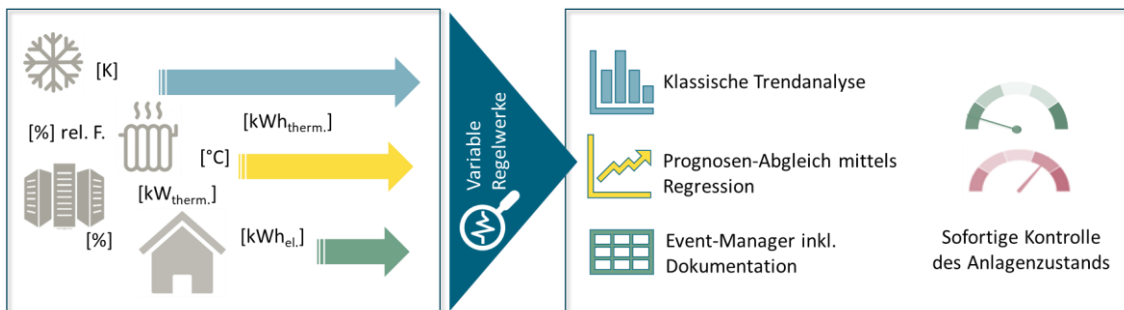 [K]
[kWhtherm.]
[%] rel. F.
[°C]
[kWtherm.]
[%]
[kWhel.]
Variable
Regelwerke
Klassische Trendanalyse
Prognosen-Abgleich mittels
Regression
Event-Manager inkl.
Dokumentation
Sofortige Kontrolle
des Anlagenzustands